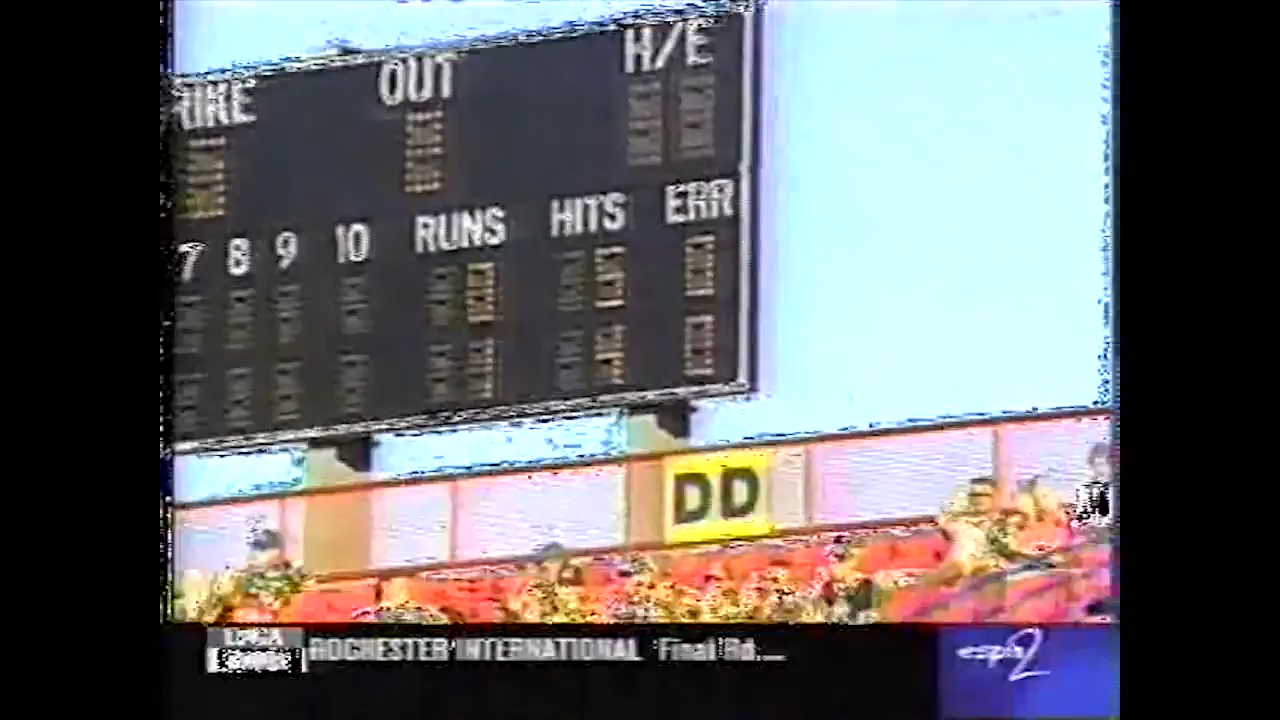 RIKE OUT H/E
7 8 9 10 RUNS HITS ERR
DD
ROCHESTER INTERNATIONAL Final Rd....
espn2